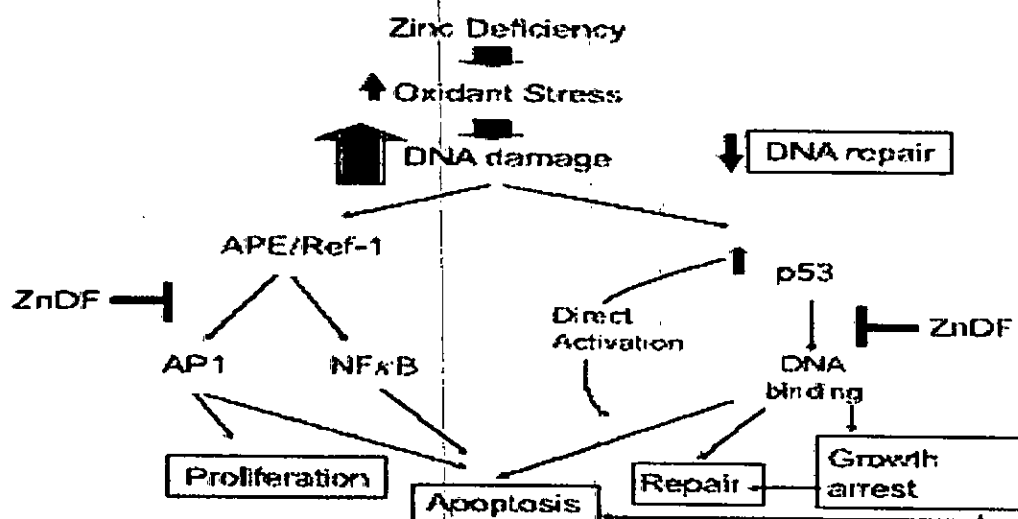 Zinc Deficiency
Oxidant Stress
DNA damage
DNA repair
APE/Ref-1
p53
ZnDF
Direct
Activation
ZnDF
AP1
NFκB
DNA
binding
Proliferation
Apoptosis
Repair
Growth
arrest